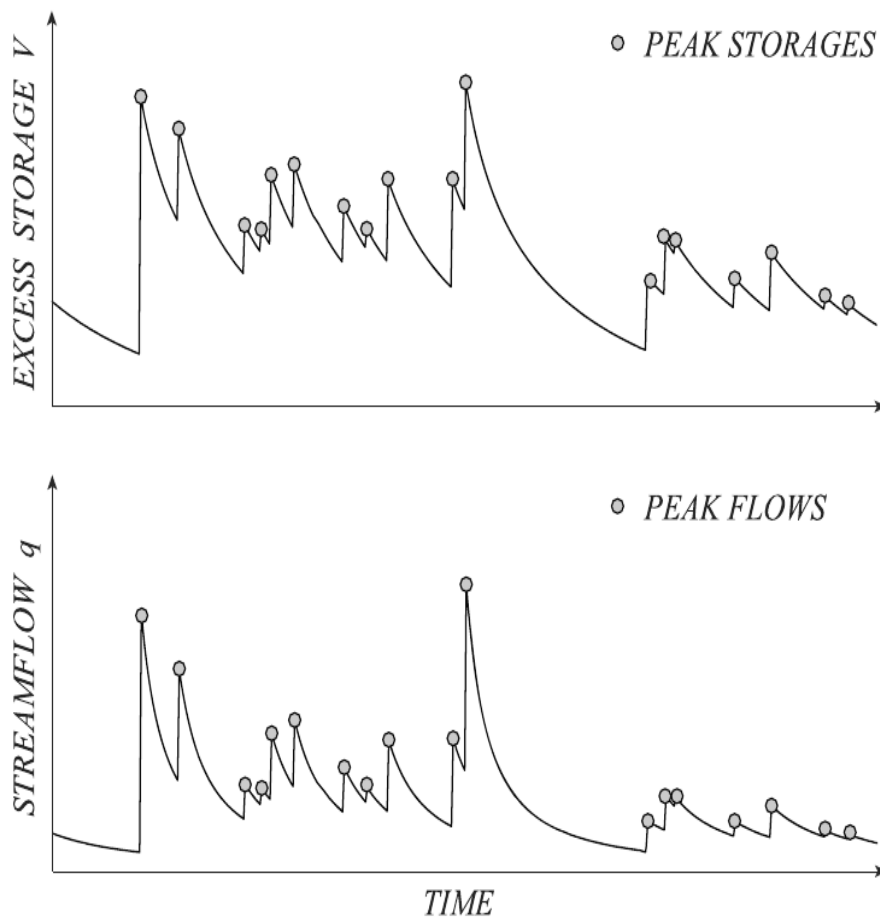 PEAK STORAGES
EXCESS STORAGE V
PEAK FLOWS
STREAMFLOW q
TIME